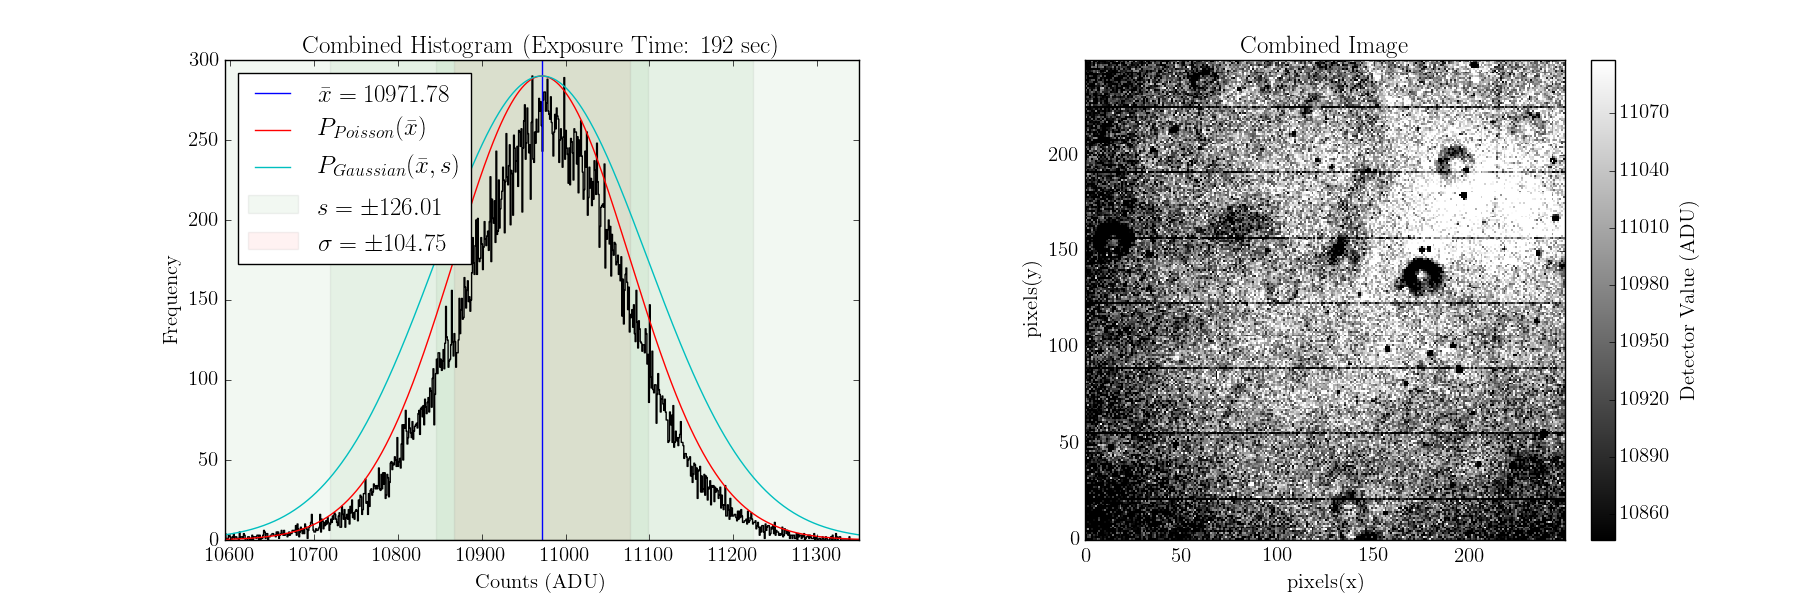 Combined Histogram (Exposure Time: 192 sec)
x̄ = 10971.78
P_Poisson(x̄)
P_Gaussian(x̄, s)
s = ±126.01
σ = ±104.75
Frequency
300
250
200
150
100
50
0
10600 10700 10800 10900 11000 11100 11200 11300
Counts (ADU)
Combined Image
pixels(y)
200
150
100
50
0
0 50 100 150 200
pixels(x)
11070
11040
11010
10980
10950
10920
10890
10860
Detector Value (ADU)